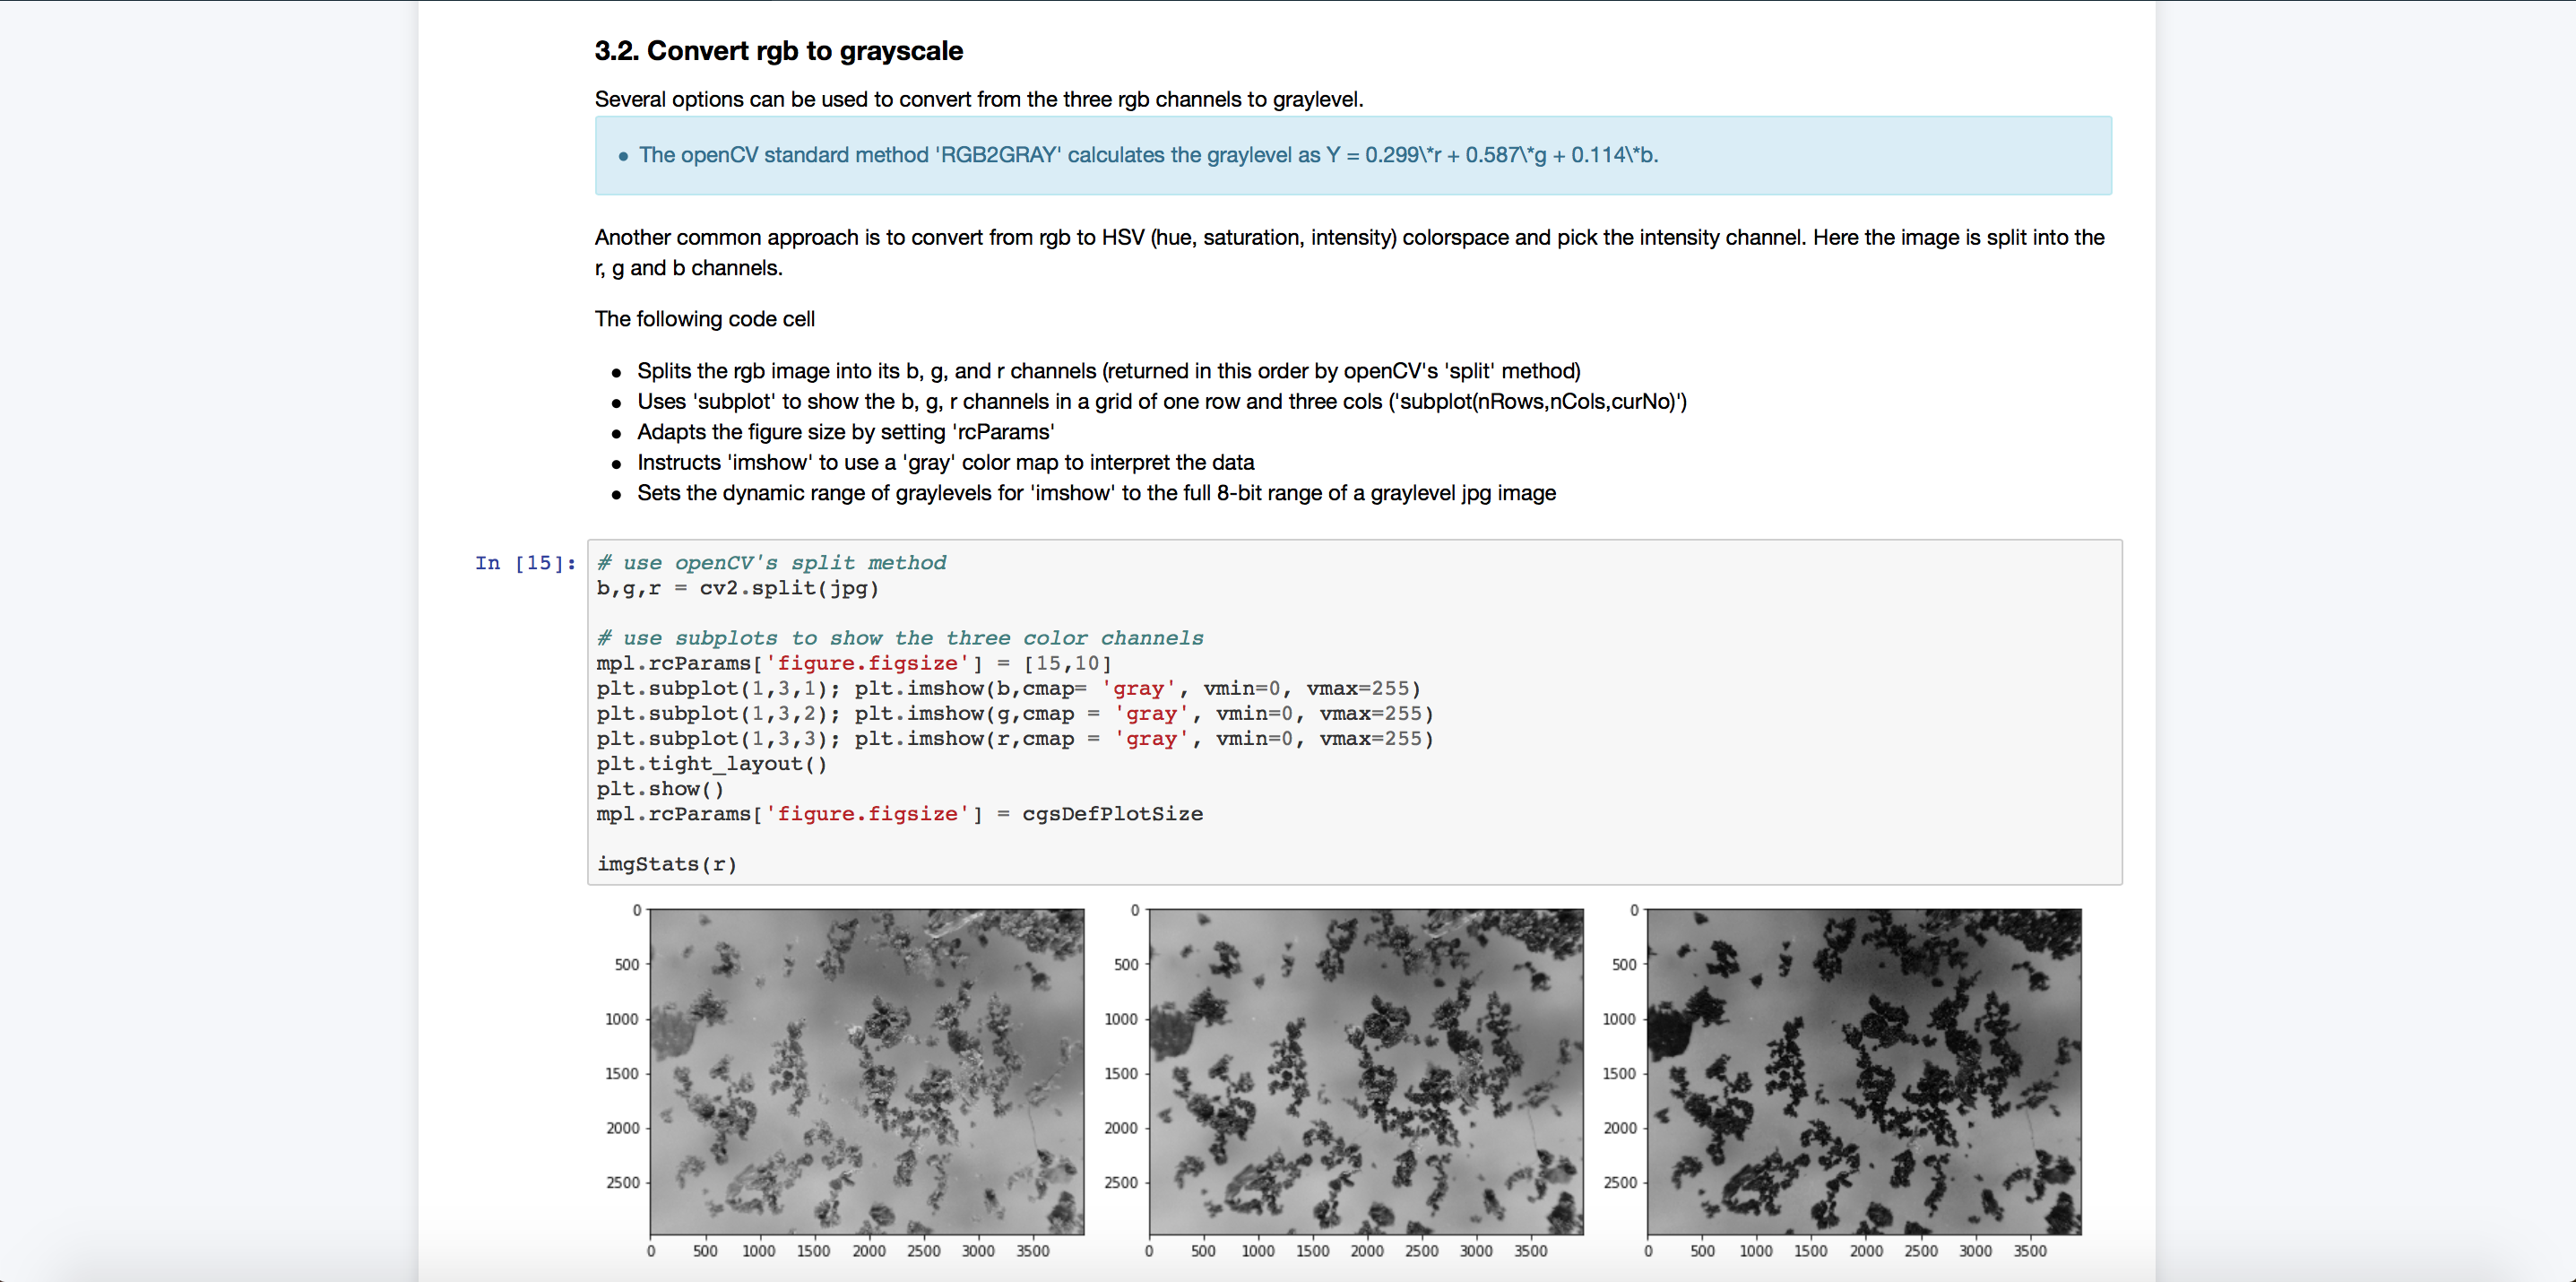 3.2. Convert rgb to grayscale
Several options can be used to convert from the three rgb channels to graylevel.
• The openCV standard method 'RGB2GRAY' calculates the graylevel as Y = 0.299\*r + 0.587\*g + 0.114\*b.
Another common approach is to convert from rgb to HSV (hue, saturation, intensity) colorspace and pick the intensity channel. Here the image is split into the
r, g and b channels.
The following code cell
• Splits the rgb image into its b, g, and r channels (returned in this order by openCV's 'split' method)
• Uses 'subplot' to show the b, g, r channels in a grid of one row and three cols ('subplot(nRows,nCols,curNo)')
• Adapts the figure size by setting 'rcParams'
• Instructs 'imshow' to use a 'gray' color map to interpret the data
• Sets the dynamic range of graylevels for 'imshow' to the full 8-bit range of a graylevel jpg image
In [15]: # use openCV's split method
b,g,r = cv2.split(jpg)
# use subplots to show the three color channels
mpl.rcParams['figure.figsize'] = [15,10]
plt.subplot(1,3,1); plt.imshow(b,cmap= 'gray', vmin=0, vmax=255)
plt.subplot(1,3,2); plt.imshow(g,cmap = 'gray', vmin=0, vmax=255)
plt.subplot(1,3,3); plt.imshow(r,cmap = 'gray', vmin=0, vmax=255)
plt.tight_layout()
plt.show()
mpl.rcParams['figure.figsize'] = cgsDefPlotSize
imgStats(r)
0 0 0
500 500 500
1000 1000 1000
1500 1500 1500
2000 2000 2000
2500 2500 2500
0 500 1000 1500 2000 2500 3000 3500 0 500 1000 1500 2000 2500 3000 3500 0 500 1000 1500 2000 2500 3000 3500